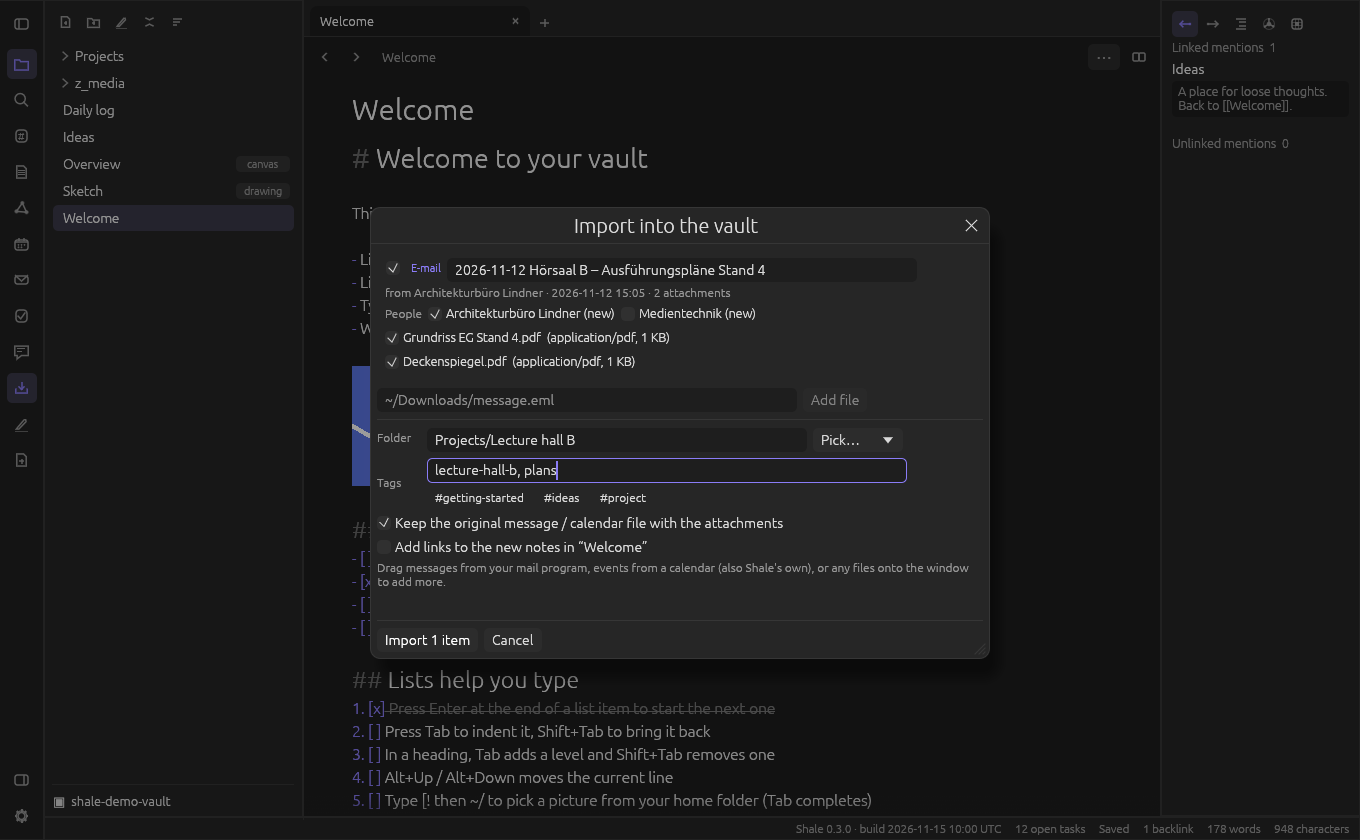 Welcome ×
Projects
z_media
Daily log
Ideas
Overview canvas
Sketch drawing
Welcome
shale-demo-vault
Welcome
Welcome
# Welcome to your vault
Import into the vault
E-mail 2026-11-12 Hörsaal B – Ausführungspläne Stand 4
from Architekturbüro Lindner · 2026-11-12 15:05 · 2 attachments
People Architekturbüro Lindner (new) Medientechnik (new)
Grundriss EG Stand 4.pdf (application/pdf, 1 KB)
Deckenspiegel.pdf (application/pdf, 1 KB)
~/Downloads/message.eml Add file
Folder Projects/Lecture hall B Pick…
Tags lecture-hall-b, plans
#getting-started #ideas #project
Keep the original message / calendar file with the attachments
Add links to the new notes in “Welcome”
Drag messages from your mail program, events from a calendar (also Shale's own), or any files onto the window
to add more.
Import 1 item Cancel
## Lists help you type
1. [x] Press Enter at the end of a list item to start the next one
2. [ ] Press Tab to indent it, Shift+Tab to bring it back
3. [ ] In a heading, Tab adds a level and Shift+Tab removes one
4. [ ] Alt+Up / Alt+Down moves the current line
5. [ ] Type [! then ~/ to pick a picture from your home folder (Tab completes)
Linked mentions 1
Ideas
A place for loose thoughts.
Back to [[Welcome]].
Unlinked mentions 0
Shale 0.3.0 · build 2026-11-15 10:00 UTC 12 open tasks Saved 1 backlink 178 words 948 characters